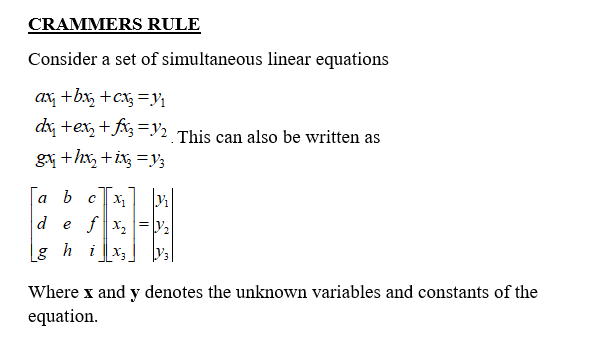 CRAMMERS RULE
Consider a set of simultaneous linear equations
ax₁ +bx₂ +cx₃ =y₁
dx₁ +ex₂ + fx₃ =y₂ . This can also be written as
gx₁ +hx₂ +ix₃ =y₃
[a b c] [x₁] = |y₁|
[d e f] [x₂] = |y₂|
[g h i] [x₃] = |y₃|
Where x and y denotes the unknown variables and constants of the
equation.